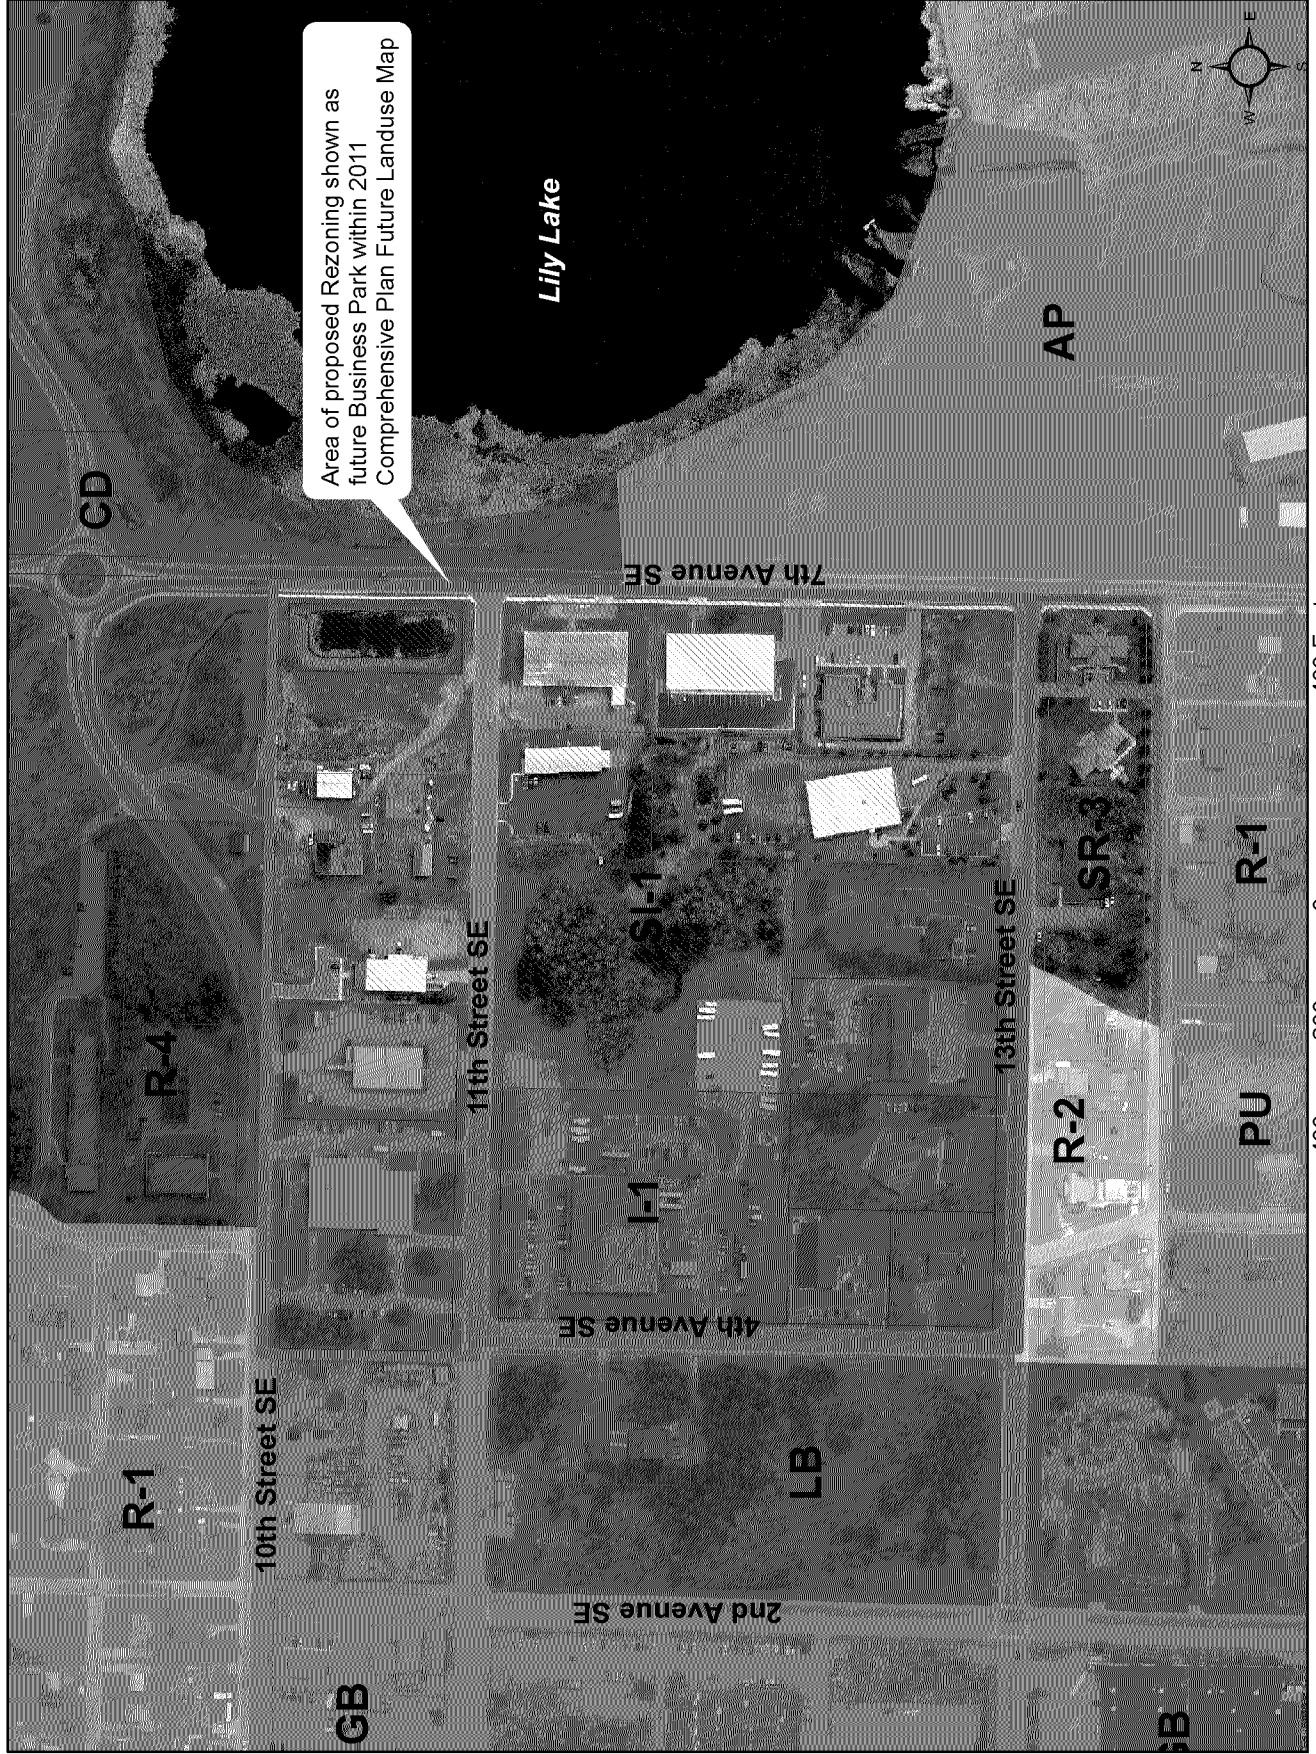 Area of proposed Rezoning shown as
future Business Park within 2011
Comprehensive Plan Future Landuse Map
Lily Lake
CD
AP
7th Avenue SE
R-4
SI-1
SR-3
R-1
11th Street SE
13th Street SE
I-1
R-2
PU
4th Avenue SE
R-1
10th Street SE
LB
2nd Avenue SE
GB
N
E
S
W